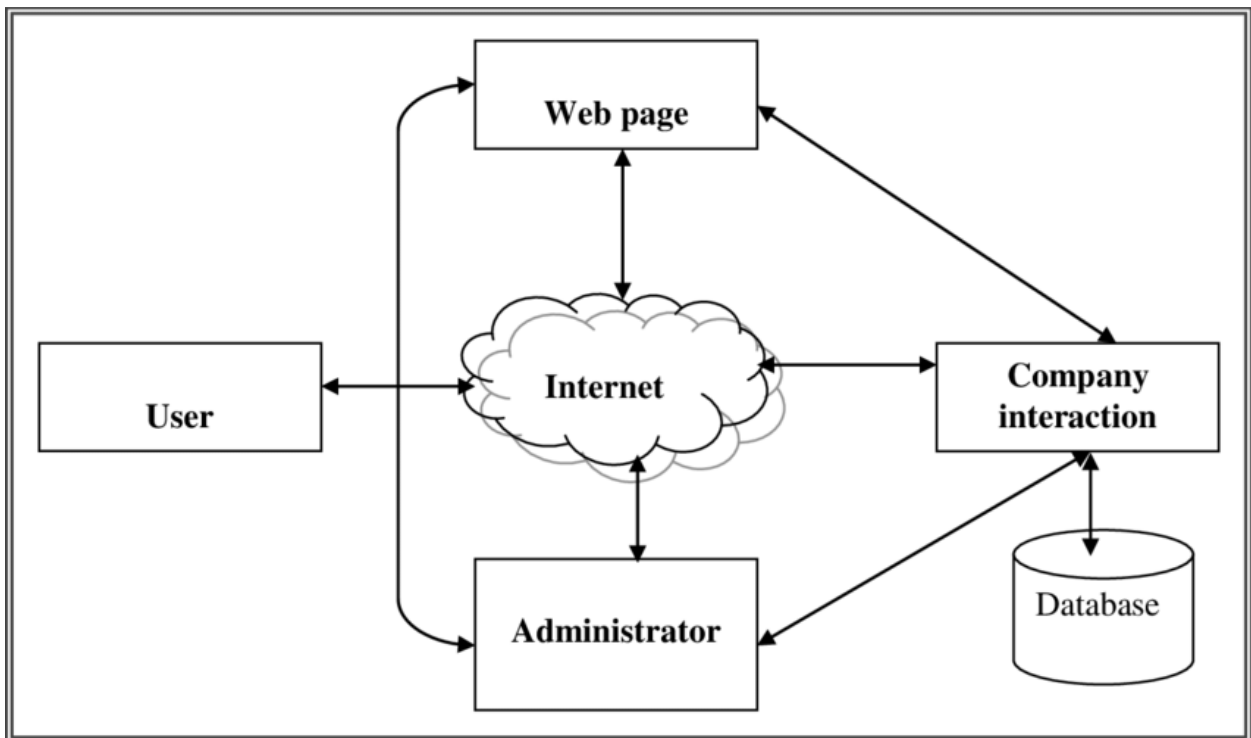 Web page
User
Internet
Company
interaction
Administrator
Database